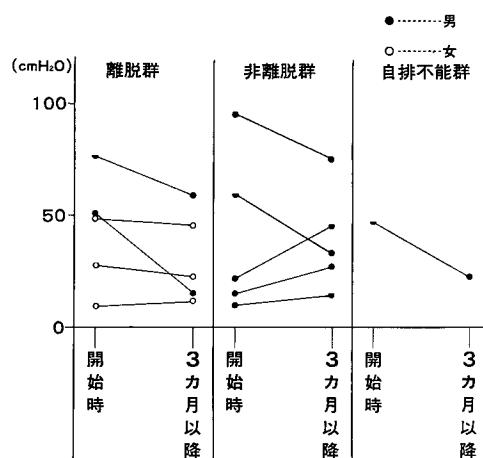 ●--------男
○--------女
(cmH₂O)
離脱群
非離脱群
自排不能群
100
50
0
開始時
3カ月以降
開始時
3カ月以降
開始時
3カ月以降